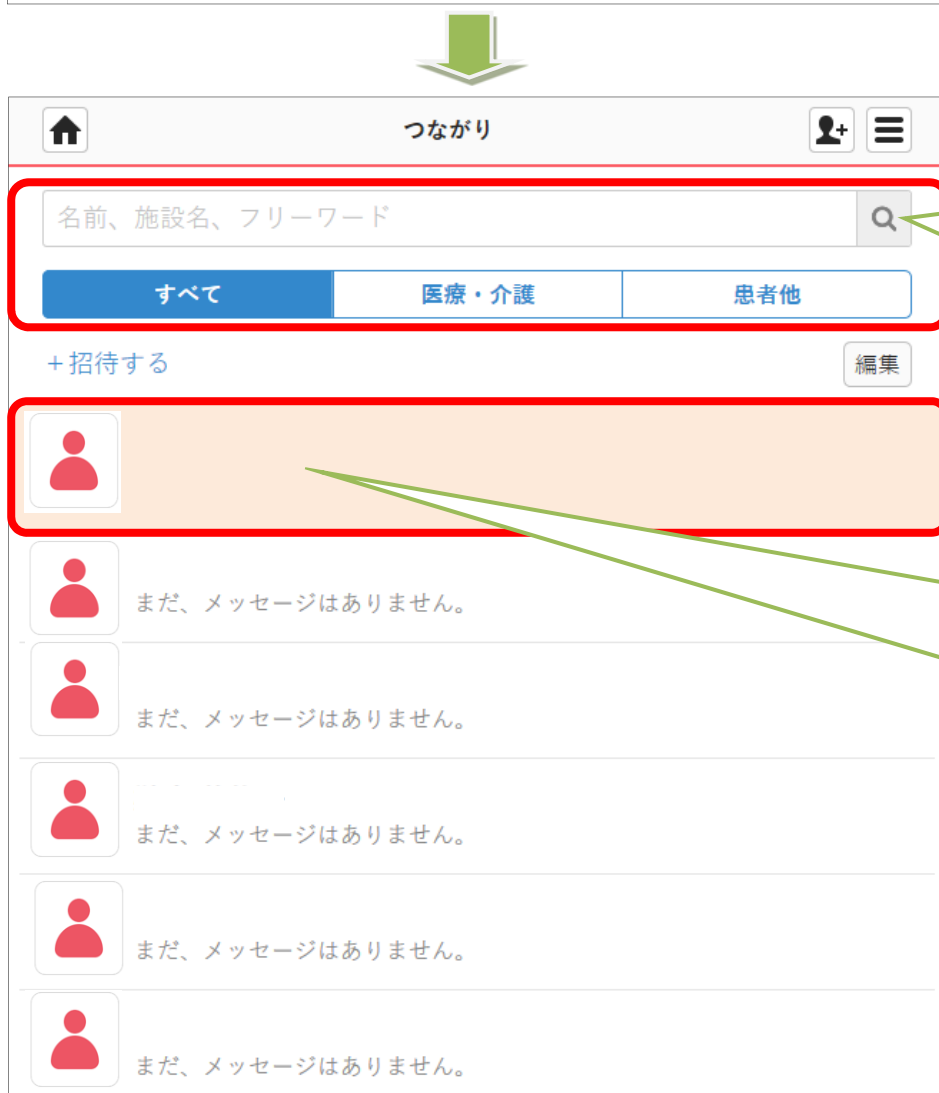 つながり
名前、施設名、フリーワード
すべて 医療・介護 患者他
+招待する 編集
まだ、メッセージはありません。
まだ、メッセージはありません。
まだ、メッセージはありません。
まだ、メッセージはありません。
まだ、メッセージはありません。